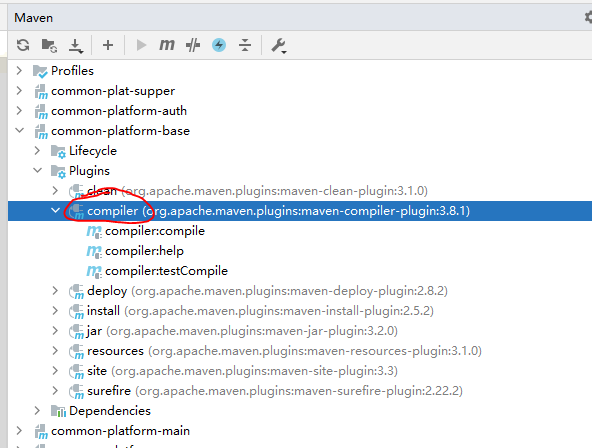 Maven
Profiles
common-plat-supper
common-platform-auth
common-platform-base
Lifecycle
Plugins
clean (org.apache.maven.plugins:maven-clean-plugin:3.1.0)
compiler (org.apache.maven.plugins:maven-compiler-plugin:3.8.1)
compiler:compile
compiler:help
compiler:testCompile
deploy (org.apache.maven.plugins:maven-deploy-plugin:2.8.2)
install (org.apache.maven.plugins:maven-install-plugin:2.5.2)
jar (org.apache.maven.plugins:maven-jar-plugin:3.2.0)
resources (org.apache.maven.plugins:maven-resources-plugin:3.1.0)
site (org.apache.maven.plugins:maven-site-plugin:3.3)
surefire (org.apache.maven.plugins:maven-surefire-plugin:2.22.2)
Dependencies
common-platform-main